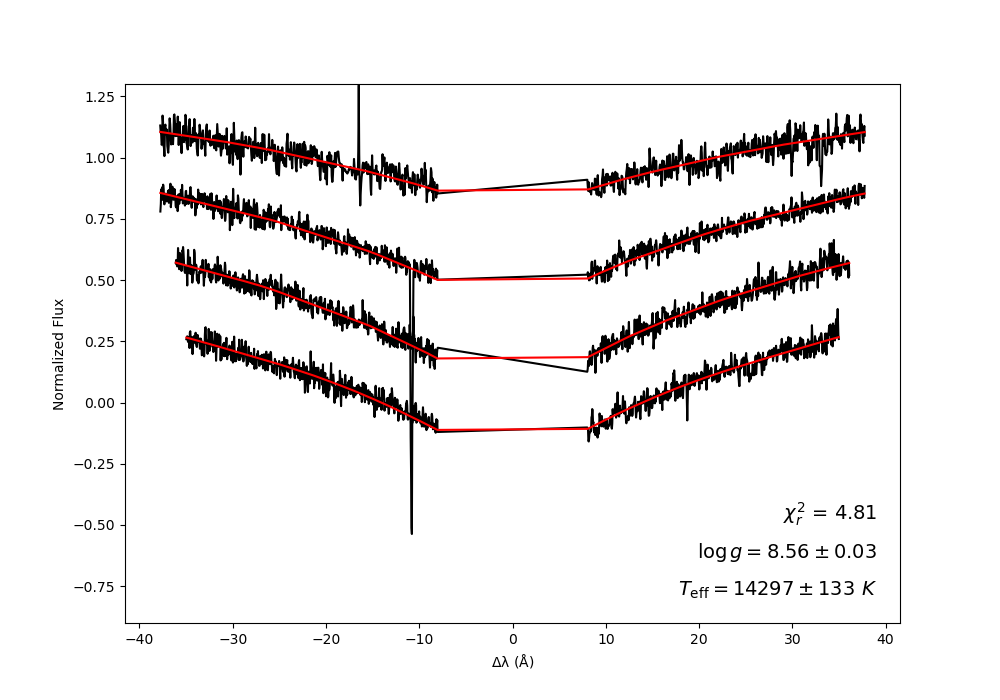 1.25
1.00
0.75
0.50
0.25
0.00
−0.25
−0.50
−0.75
Normalized Flux
χ²ᵣ = 4.81
log g = 8.56 ± 0.03
T_eff = 14297 ± 133 K
−40 −30 −20 −10 0 10 20 30 40
Δλ (Å)